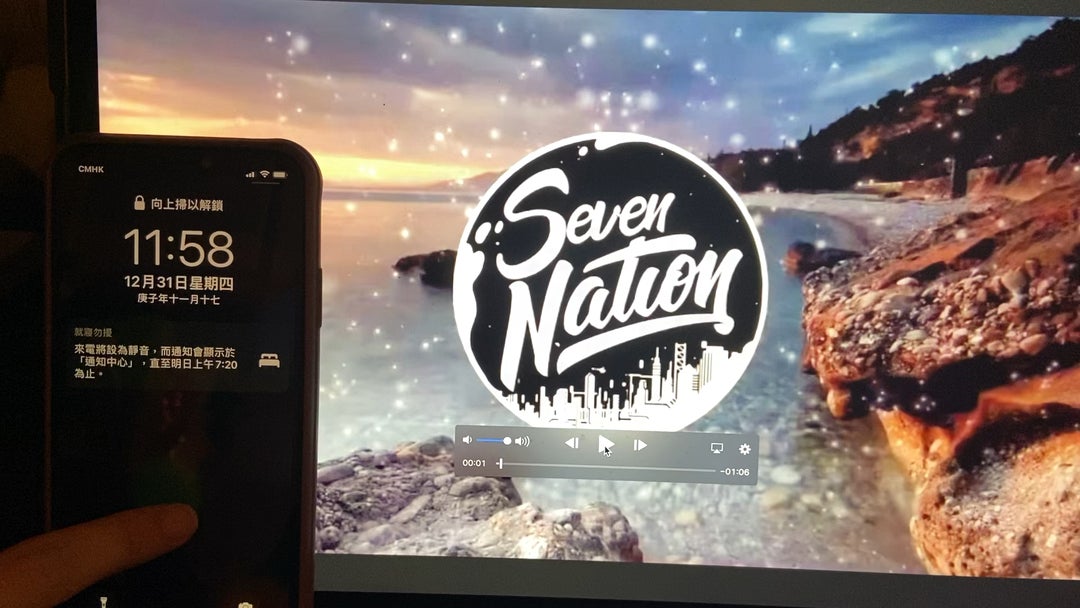 CMHK
向上掃以解鎖
11:58
12月31日星期四
庚子年十一月十七
就寢勿擾
來電將設為靜音，而通知會顯示於
「通知中心」，直至明日上午7:20
為止。
Seven
Nation
00:01
-01:06